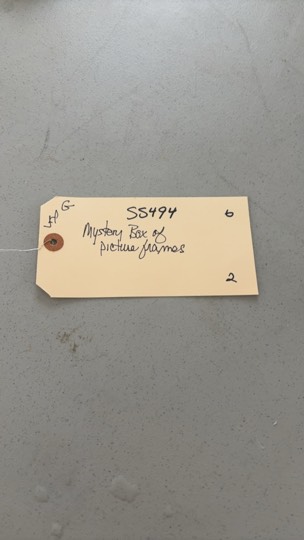 G
SS494
6
Mystery Box of
picture frames
2